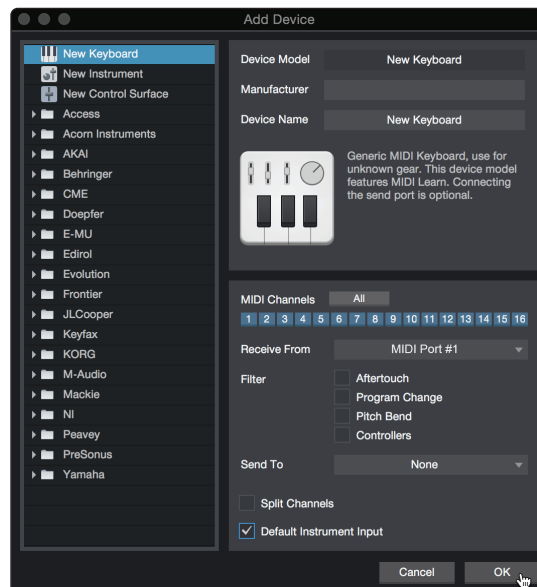 Add Device
New Keyboard
New Instrument
New Control Surface
Access
Acorn Instruments
AKAI
Behringer
CME
Doepfer
E-MU
Edirol
Evolution
Frontier
JLCooper
Keyfax
KORG
M-Audio
Mackie
NI
Peavey
PreSonus
Yamaha
Device Model New Keyboard
Manufacturer
Device Name New Keyboard
Generic MIDI Keyboard, use for
unknown gear. This device model
features MIDI Learn. Connecting
the send port is optional.
MIDI Channels All
1 2 3 4 5 6 7 8 9 10 11 12 13 14 15 16
Receive From MIDI Port #1
Filter Aftertouch
Program Change
Pitch Bend
Controllers
Send To None
Split Channels
Default Instrument Input
Cancel OK